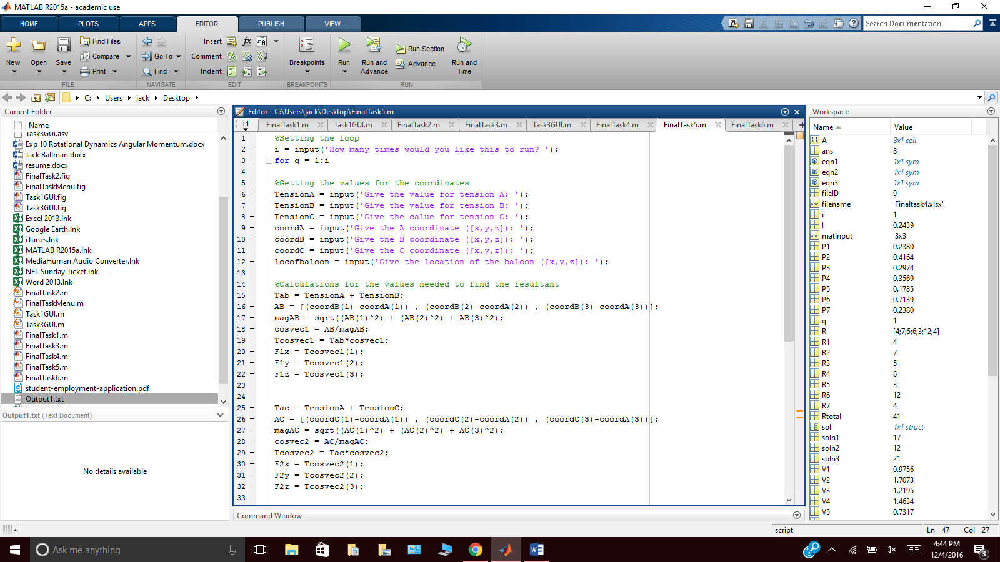 MATLAB R2015a - academic use
HOME PLOTS APPS EDITOR PUBLISH VIEW
Search Documentation
New Open Save
Find Files
Compare
Print
FILE
Go To
Find
NAVIGATE
Insert fx
Comment
Indent
EDIT
Breakpoints
BREAKPOINTS
Run
Run and Advance
Run Section
Advance
Run and Time
RUN
C: Users jack Desktop
Current Folder
Name
Task3GUI.asv
Exp 10 Rotational Dynamics Angular Momentum.docx
Jack Ballman.docx
resume.docx
FinalTask2.fig
FinalTaskMenu.fig
Task1GUI.fig
Task3GUI.fig
Excel 2013.lnk
Google Earth.lnk
iTunes.lnk
MATLAB R2015a.lnk
MediaHuman Audio Converter.lnk
NFL Sunday Ticket.lnk
Word 2013.lnk
FinalTask2.m
FinalTaskMenu.m
Task1GUI.m
Task3GUI.m
FinalTask1.m
FinalTask3.m
FinalTask4.m
FinalTask5.m
FinalTask6.m
student-employment-application.pdf
Output1.txt
Output1.txt (Text Document)
No details available
Editor - C:\Users\jack\Desktop\FinalTask5.m
+1 FinalTask1.m Task1GUI.m FinalTask2.m FinalTask3.m Task3GUI.m FinalTask4.m FinalTask5.m FinalTask6.m
1 %Setting the loop
2 – i = input('How many times would you like this to run? ');
3 – for q = 1:i
4
5 %Getting the values for the coordinates
6 – TensionA = input('Give the value for tension A: ');
7 – TensionB = input('Give the value for tension B: ');
8 – TensionC = input('Give the calue for tension C: ');
9 – coordA = input('Give the A coordinate ([x,y,z]): ');
10 – coordB = input('Give the B coordinate ([x,y,z]): ');
11 – coordC = input('Give the C coordinate ([x,y,z]): ');
12 – locofbaloon = input('Give the location of the baloon ([x,y,z]): ');
13
14 %Calculations for the values needed to find the resultant
15 – Tab = TensionA + TensionB;
16 – AB = [(coordB(1)-coordA(1)) , (coordB(2)-coordA(2)) , (coordB(3)-coordA(3))];
17 – magAB = sqrt((AB(1)^2) + (AB(2)^2) + AB(3)^2);
18 – cosvec1 = AB/magAB;
19 – Tcosvec1 = Tab*cosvec1;
20 – F1x = Tcosvec1(1);
21 – F1y = Tcosvec1(2);
22 – F1z = Tcosvec1(3);
23
24
25 – Tac = TensionA + TensionC;
26 – AC = [(coordC(1)-coordA(1)) , (coordC(2)-coordA(2)) , (coordC(3)-coordA(3))];
27 – magAC = sqrt((AC(1)^2) + (AC(2)^2) + AC(3)^2);
28 – cosvec2 = AC/magAC;
29 – Tcosvec2 = Tac*cosvec2;
30 – F2x = Tcosvec2(1);
31 – F2y = Tcosvec2(2);
32 – F2z = Tcosvec2(3);
33
Command Window
Workspace
Name Value
A 3x1 cell
ans 8
eqn1 1x1 sym
eqn2 1x1 sym
eqn3 1x1 sym
fileID 9
abc filename 'Finaltask4.xlsx'
i 1
I 0.2439
abc matinput '3x3'
P1 0.2380
P2 0.4164
P3 0.2974
P4 0.3569
P5 0.1785
P6 0.7139
P7 0.2380
q 1
R [4;7;5;6;3;12;4]
R1 4
R2 7
R3 5
R4 6
R5 3
R6 12
R7 4
Rtotal 41
sol 1x1 struct
soln1 17
soln2 12
soln3 21
V1 0.9756
V2 1.7073
V3 1.2195
V4 1.4634
V5 0.7317
script Ln 47 Col 27
Ask me anything
4:44 PM
12/4/2016
3